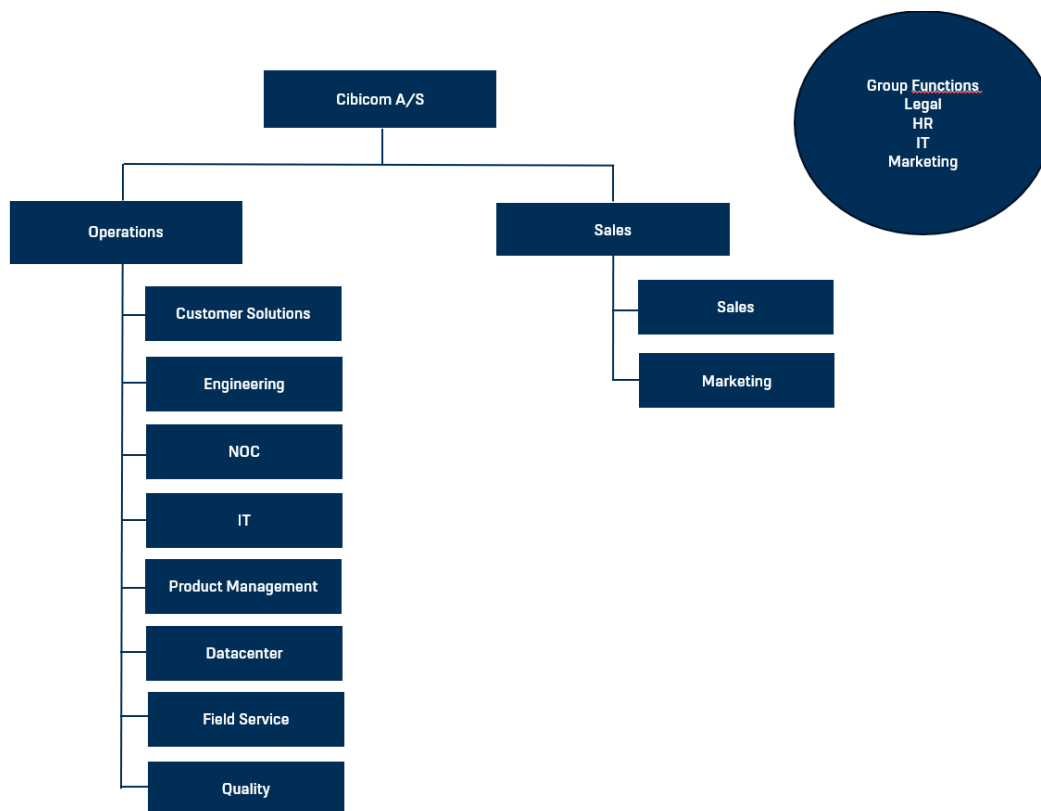 Cibicom A/S
Group Functions
Legal
HR
IT
Marketing
Operations
Sales
Customer Solutions
Engineering
NOC
IT
Product Management
Datacenter
Field Service
Quality
Sales
Marketing